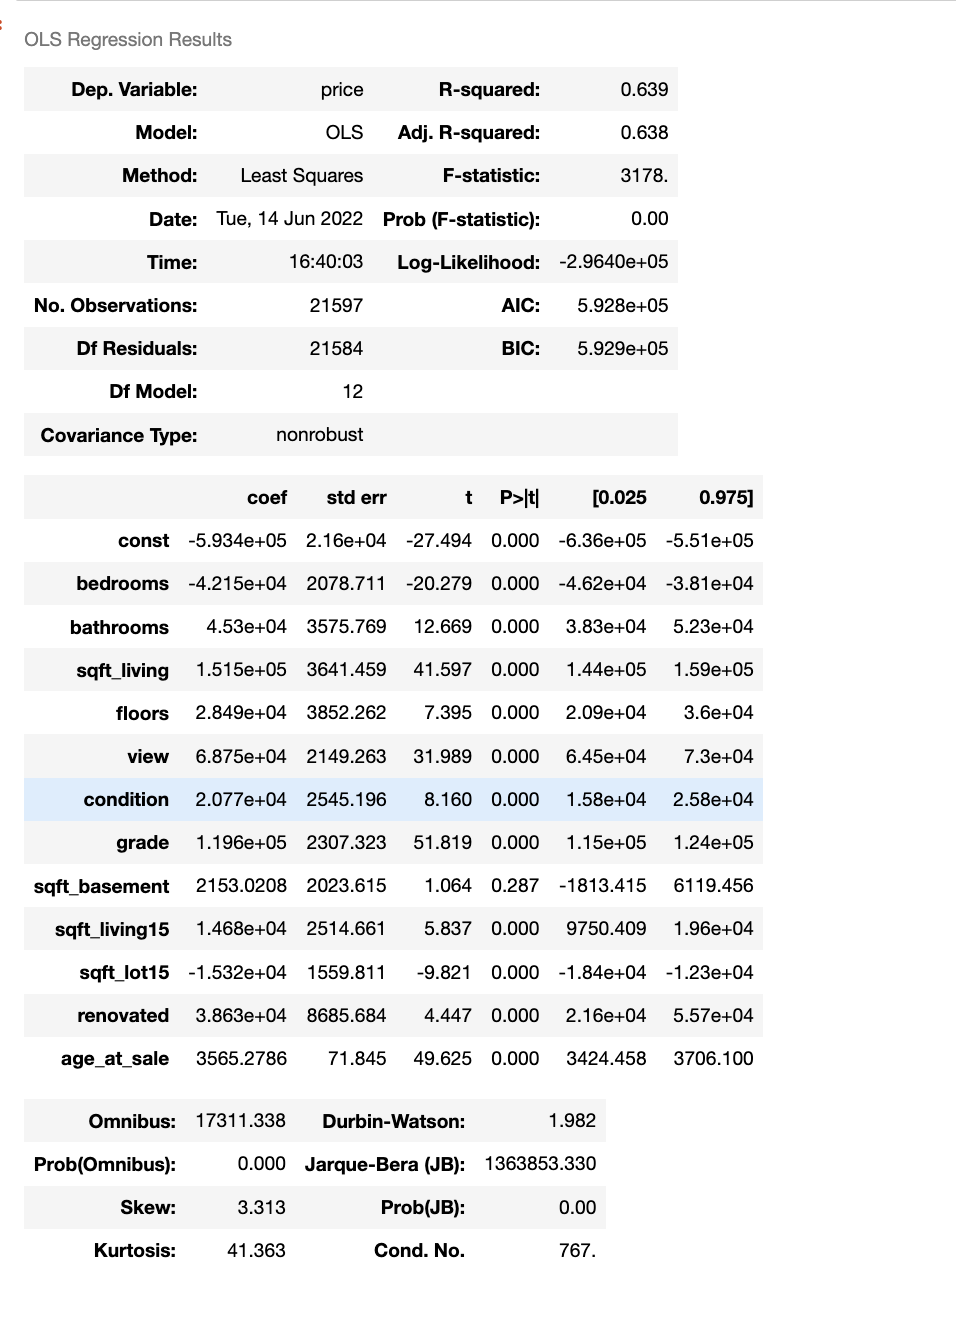 OLS Regression Results
Dep. Variable: price R-squared: 0.639
Model: OLS Adj. R-squared: 0.638
Method: Least Squares F-statistic: 3178.
Date: Tue, 14 Jun 2022 Prob (F-statistic): 0.00
Time: 16:40:03 Log-Likelihood: -2.9640e+05
No. Observations: 21597 AIC: 5.928e+05
Df Residuals: 21584 BIC: 5.929e+05
Df Model: 12
Covariance Type: nonrobust
coef std err t P>|t| [0.025 0.975]
const -5.934e+05 2.16e+04 -27.494 0.000 -6.36e+05 -5.51e+05
bedrooms -4.215e+04 2078.711 -20.279 0.000 -4.62e+04 -3.81e+04
bathrooms 4.53e+04 3575.769 12.669 0.000 3.83e+04 5.23e+04
sqft_living 1.515e+05 3641.459 41.597 0.000 1.44e+05 1.59e+05
floors 2.849e+04 3852.262 7.395 0.000 2.09e+04 3.6e+04
view 6.875e+04 2149.263 31.989 0.000 6.45e+04 7.3e+04
condition 2.077e+04 2545.196 8.160 0.000 1.58e+04 2.58e+04
grade 1.196e+05 2307.323 51.819 0.000 1.15e+05 1.24e+05
sqft_basement 2153.0208 2023.615 1.064 0.287 -1813.415 6119.456
sqft_living15 1.468e+04 2514.661 5.837 0.000 9750.409 1.96e+04
sqft_lot15 -1.532e+04 1559.811 -9.821 0.000 -1.84e+04 -1.23e+04
renovated 3.863e+04 8685.684 4.447 0.000 2.16e+04 5.57e+04
age_at_sale 3565.2786 71.845 49.625 0.000 3424.458 3706.100
Omnibus: 17311.338 Durbin-Watson: 1.982
Prob(Omnibus): 0.000 Jarque-Bera (JB): 1363853.330
Skew: 3.313 Prob(JB): 0.00
Kurtosis: 41.363 Cond. No. 767.